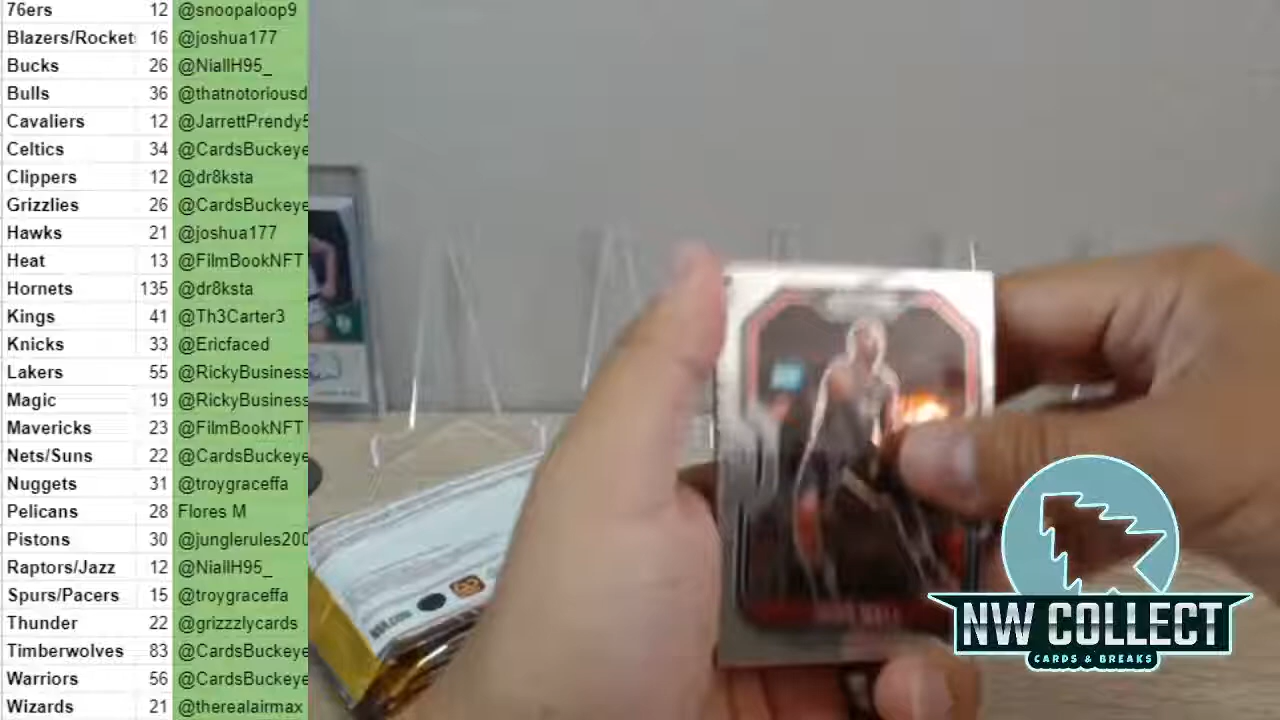 76ers 12 @snoopaloop9
Blazers/Rocket 16 @joshua177
Bucks 26 @NiallH95_
Bulls 36 @thatnotoriousd
Cavaliers 12 @JarrettPrendy5
Celtics 34 @CardsBuckeye
Clippers 12 @dr8ksta
Grizzlies 26 @CardsBuckeye
Hawks 21 @joshua177
Heat 13 @FilmBookNFT
Hornets 135 @dr8ksta
Kings 41 @Th3Carter3
Knicks 33 @Ericfaced
Lakers 55 @RickyBusiness
Magic 19 @RickyBusiness
Mavericks 23 @FilmBookNFT
Nets/Suns 22 @CardsBuckeye
Nuggets 31 @troygraceffa
Pelicans 28 Flores M
Pistons 30 @junglerules200
Raptors/Jazz 12 @NiallH95_
Spurs/Pacers 15 @troygraceffa
Thunder 22 @grizzzlycards
Timberwolves 83 @CardsBuckeye
Warriors 56 @CardsBuckeye
Wizards 21 @therealairmax
NW COLLECT
CARDS & BREAKS